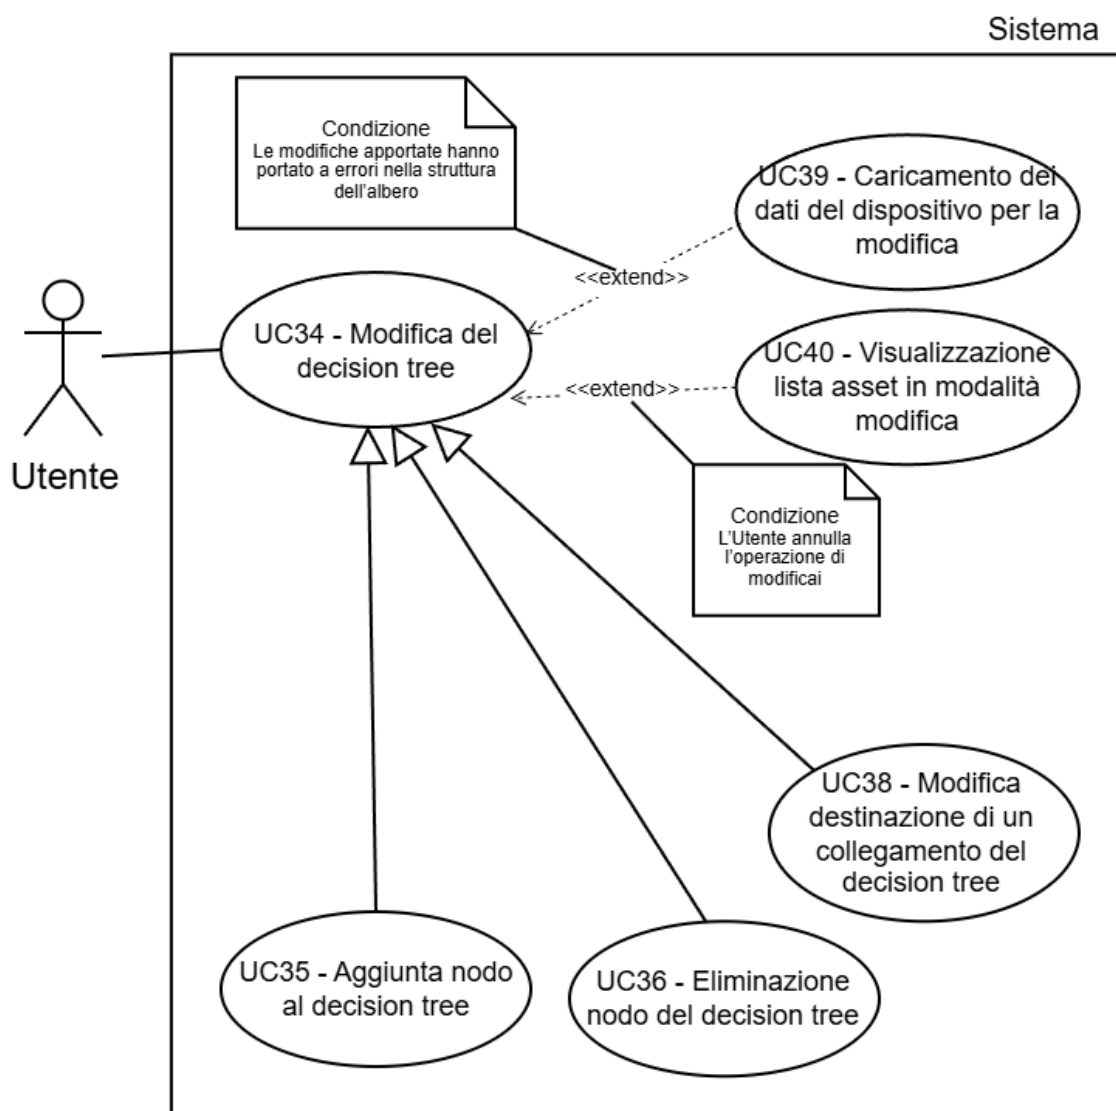 Sistema
Condizione
Le modifiche apportate hanno
portato a errori nella struttura
dell'albero
UC39 - Caricamento dei
dati del dispositivo per la
modifica
<<extend>>
UC34 - Modifica del
decision tree
UC40 - Visualizzazione
lista asset in modalità
modifica
<<extend>>
Utente
Condizione
L'Utente annulla
l'operazione di
modificai
UC38 - Modifica
destinazione di un
collegamento del
decision tree
UC35 - Aggiunta nodo
al decision tree
UC36 - Eliminazione
nodo del decision tree